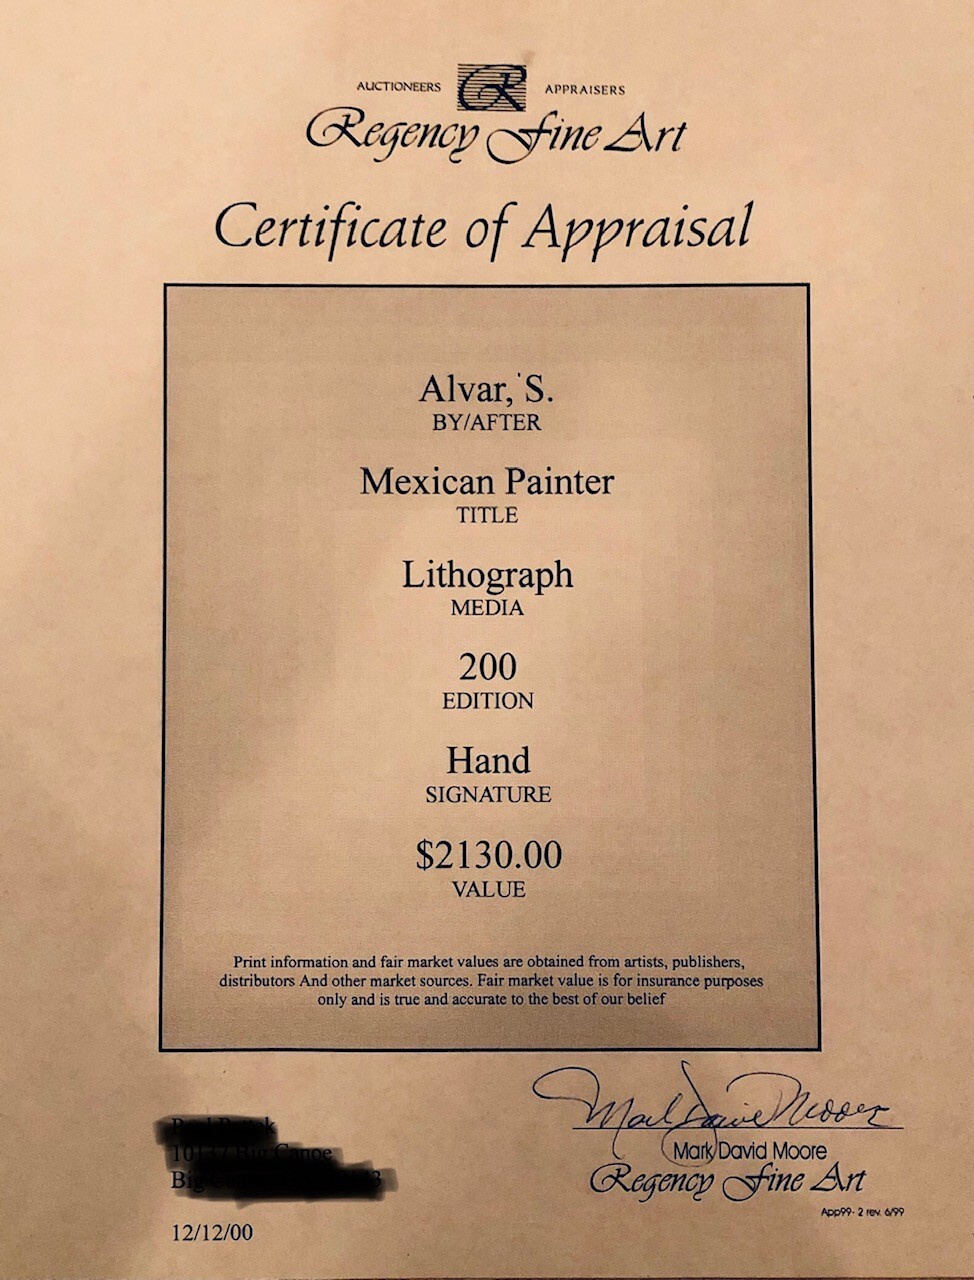 AUCTIONEERS R APPRAISERS
Regency Fine Art
Certificate of Appraisal
Alvar, S.
BY/AFTER
Mexican Painter
TITLE
Lithograph
MEDIA
200
EDITION
Hand
SIGNATURE
$2130.00
VALUE
Print information and fair market values are obtained from artists, publishers,
distributors And other market sources. Fair market value is for insurance purposes
only and is true and accurate to the best of our belief
Mark David Moore
Mark David Moore
Regency Fine Art
App99- 2 rev. 6/99
12/12/00